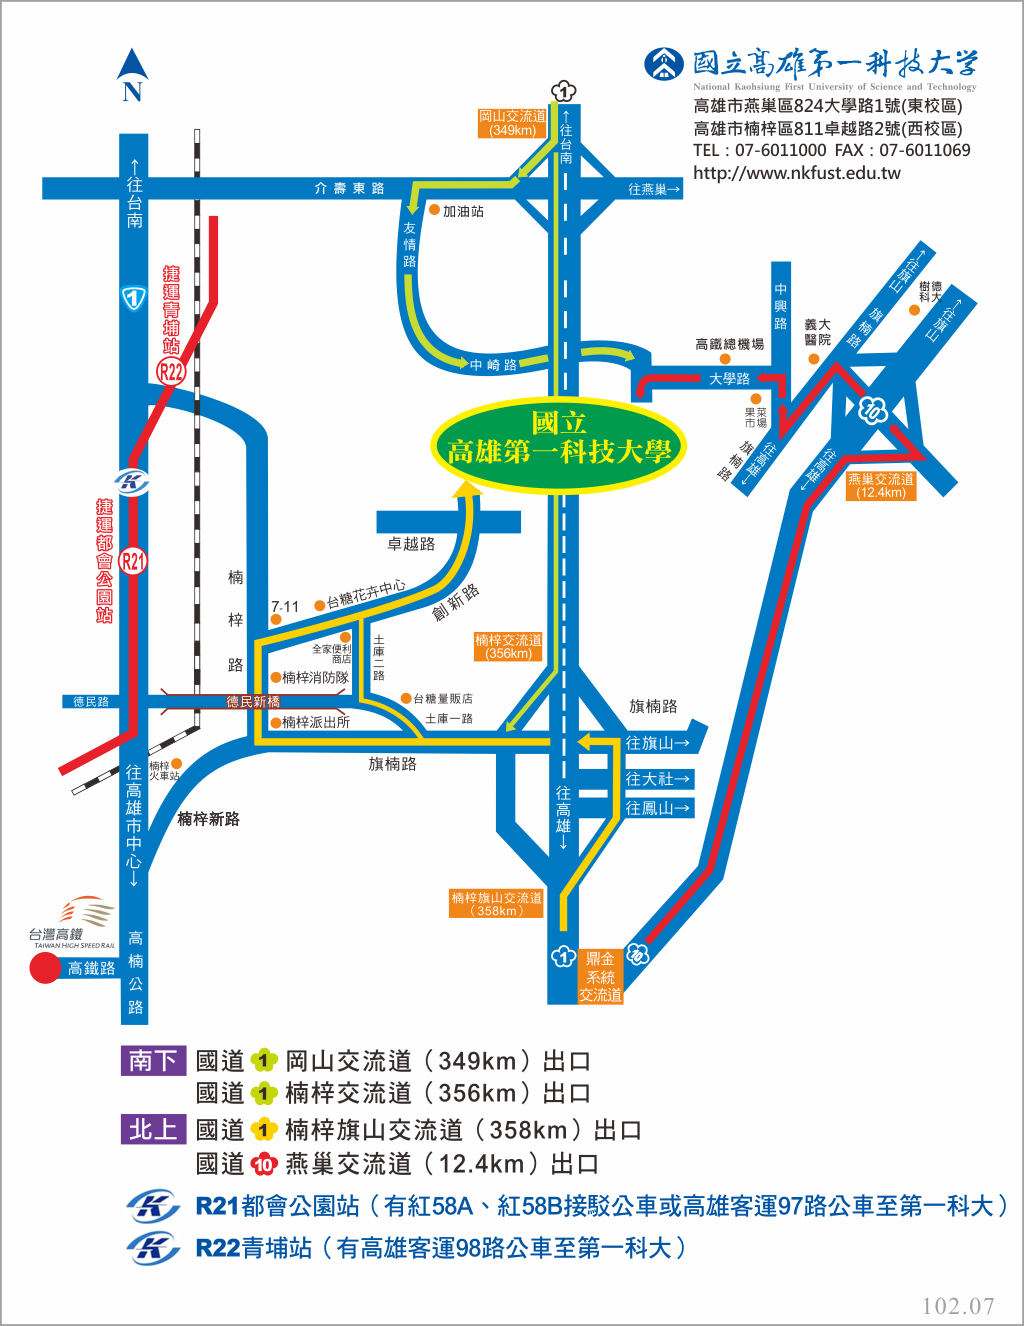 N
國立高雄第一科技大学
National Kaohsiung First University of Science and Technology
高雄市燕巢區824大學路1號(東校區)
高雄市楠梓區811卓越路2號(西校區)
TEL : 07-6011000 FAX : 07-6011069
http://www.nkfust.edu.tw
1
岡山交流道
(349km)
↑往台南
↑往台南
介壽東路
往燕巢→
加油站
友情路
中崎路
捷運青埔站
R22
1
中興路
高鐵總機場
義大
醫院
大學路
果菜
市場
旗楠路
↑往旗山
旗楠路
往高雄↓
樹德
科大
↑往旗山
10
往高雄↓
燕巢交流道
(12.4km)
國立
高雄第一科技大學
K
捷運都會公園站
R21
卓越路
創新路
台糖花卉中心
7-11
楠梓路
全家便利
商店
土庫二路
楠梓消防隊
德民路
德民新橋
楠梓派出所
台糖量販店
土庫一路
旗楠路
楠梓交流道
(356km)
旗楠路
往旗山→
往大社→
往鳳山→
往高雄↓
楠梓
火車站
楠梓新路
往高雄市中心↓
楠梓旗山交流道
(358km)
台灣高鐵
TAIWAN HIGH SPEED RAIL
高鐵路
高楠公路
1
鼎金
系統
交流道
10
南下 國道 1 岡山交流道（349km）出口
國道 1 楠梓交流道（356km）出口
北上 國道 1 楠梓旗山交流道（358km）出口
國道 10 燕巢交流道（12.4km）出口
K R21都會公園站（有紅58A、紅58B接駁公車或高雄客運97路公車至第一科大）
K R22青埔站（有高雄客運98路公車至第一科大）
102.07